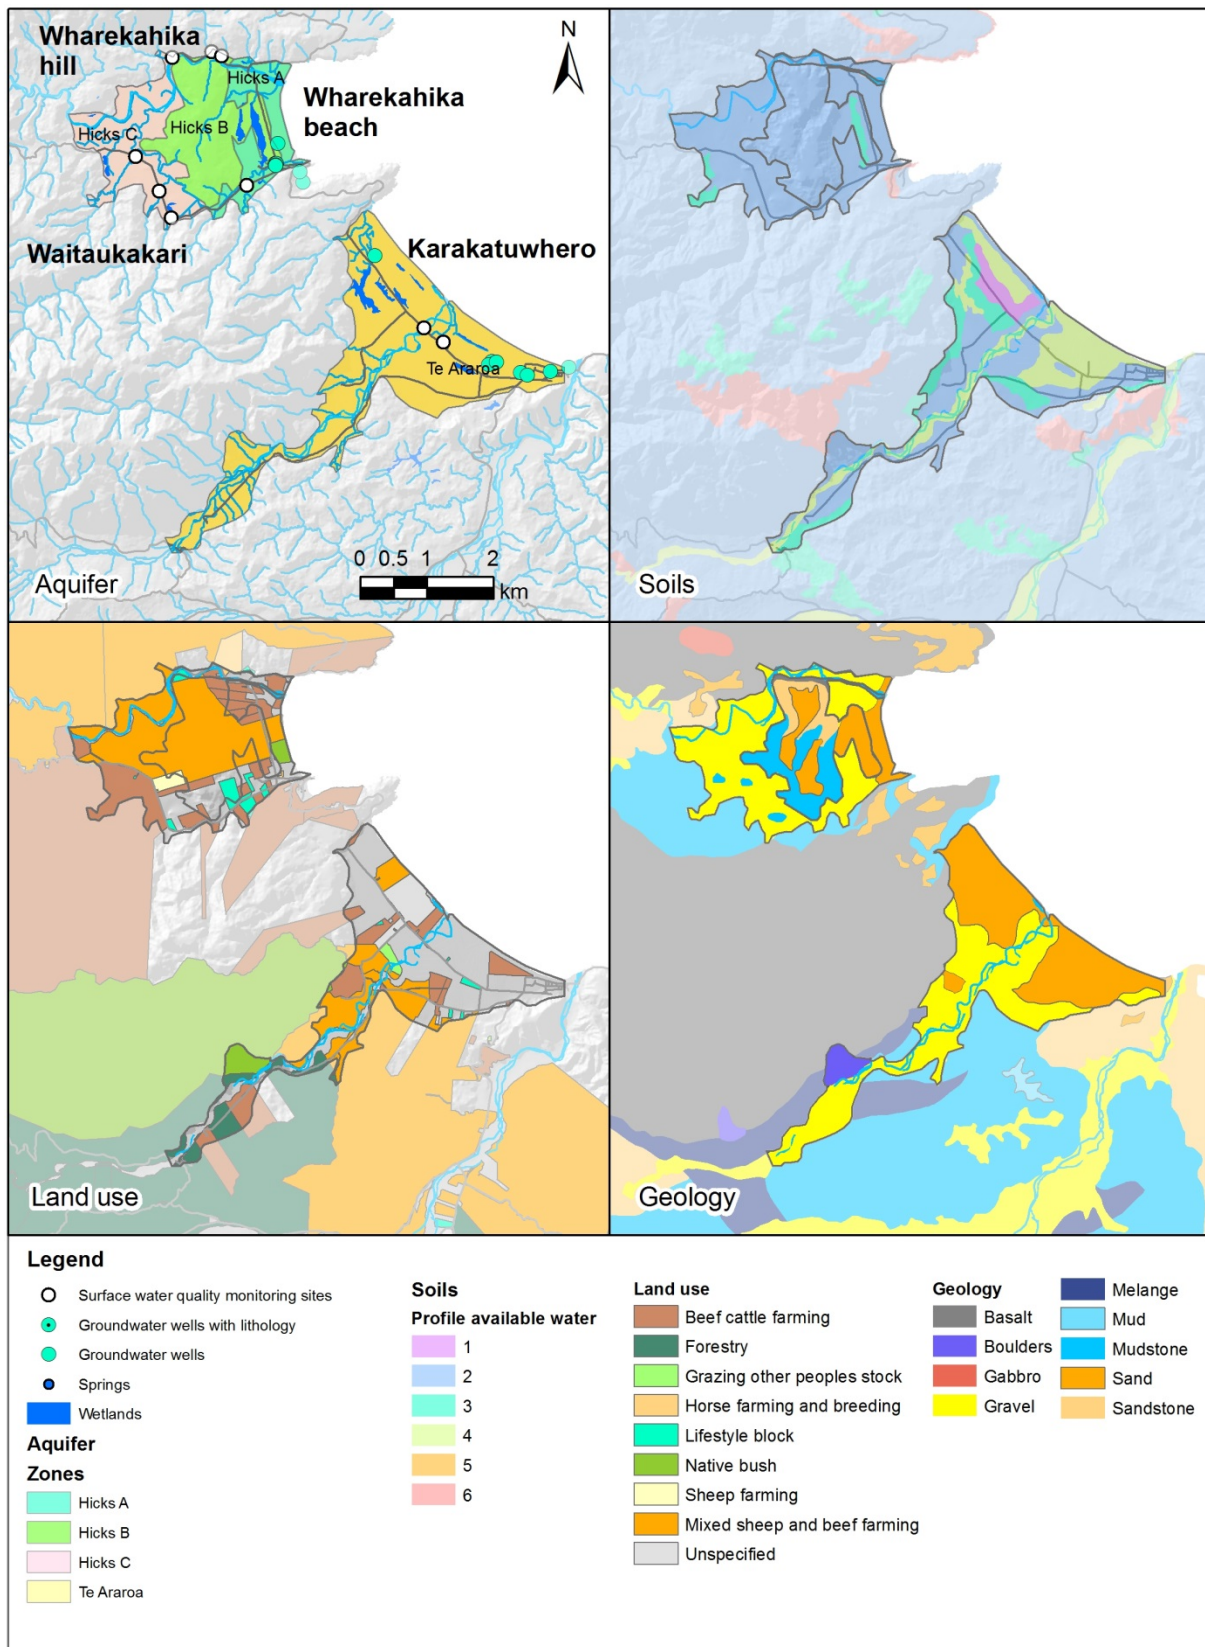 Wharekahika
hill
N
Hicks A
Wharekahika
beach
Hicks B
Hicks C
Waitaukakari
Karakatuwhero
Te Araroa
0 0.5 1 2
km
Aquifer
Soils
Land use
Geology
Legend
Surface water quality monitoring sites
Groundwater wells with lithology
Groundwater wells
Springs
Wetlands
Aquifer
Zones
Hicks A
Hicks B
Hicks C
Te Araroa
Soils
Profile available water
1
2
3
4
5
6
Land use
Beef cattle farming
Forestry
Grazing other peoples stock
Horse farming and breeding
Lifestyle block
Native bush
Sheep farming
Mixed sheep and beef farming
Unspecified
Geology
Basalt
Boulders
Gabbro
Gravel
Melange
Mud
Mudstone
Sand
Sandstone